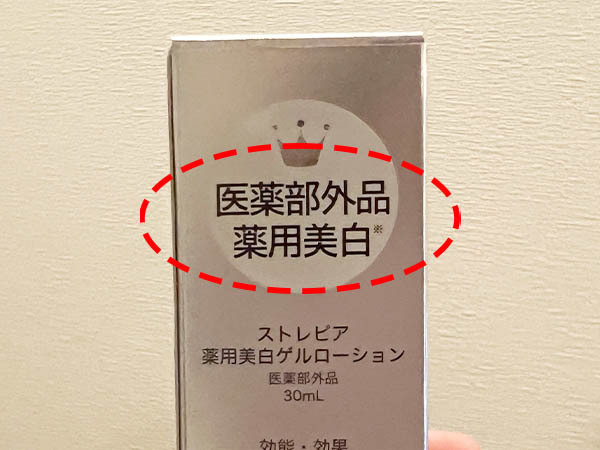 医薬部外品
薬用美白※
ストレピア
薬用美白ゲルローション
医薬部外品
30mL
効能・効果